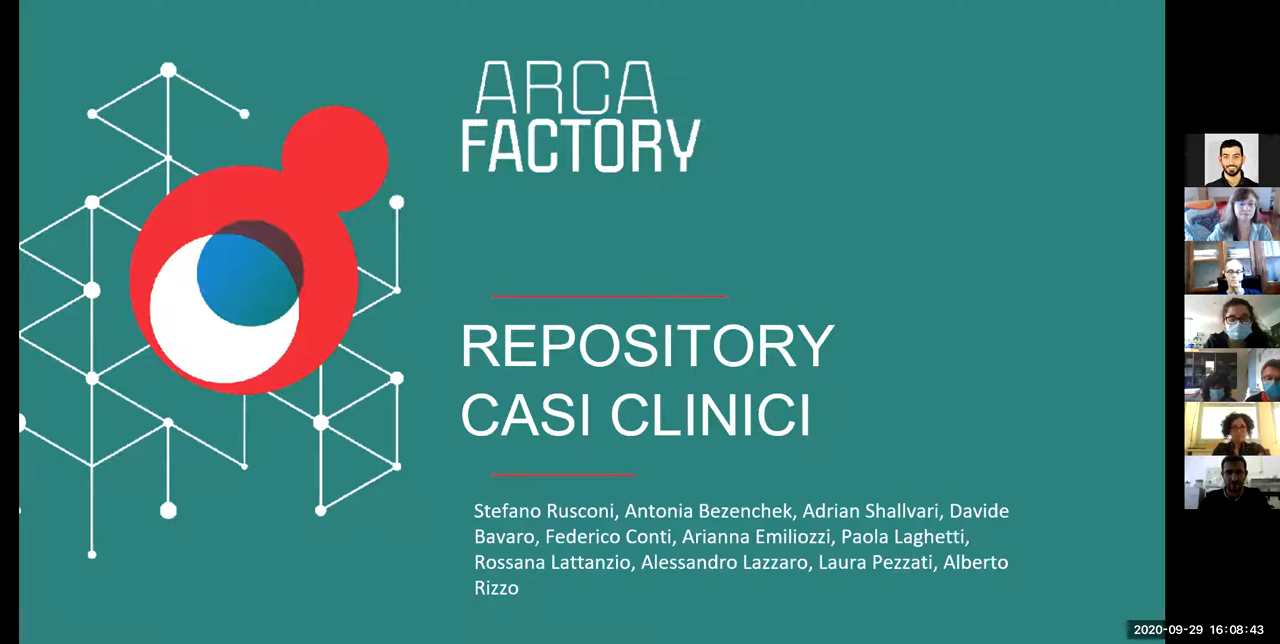 ARCA
FACTORY
REPOSITORY
CASI CLINICI
Stefano Rusconi, Antonia Bezenchek, Adrian Shallvari, Davide
Bavaro, Federico Conti, Arianna Emiliozzi, Paola Laghetti,
Rossana Lattanzio, Alessandro Lazzaro, Laura Pezzati, Alberto
Rizzo
2020-09-29 16:08:43